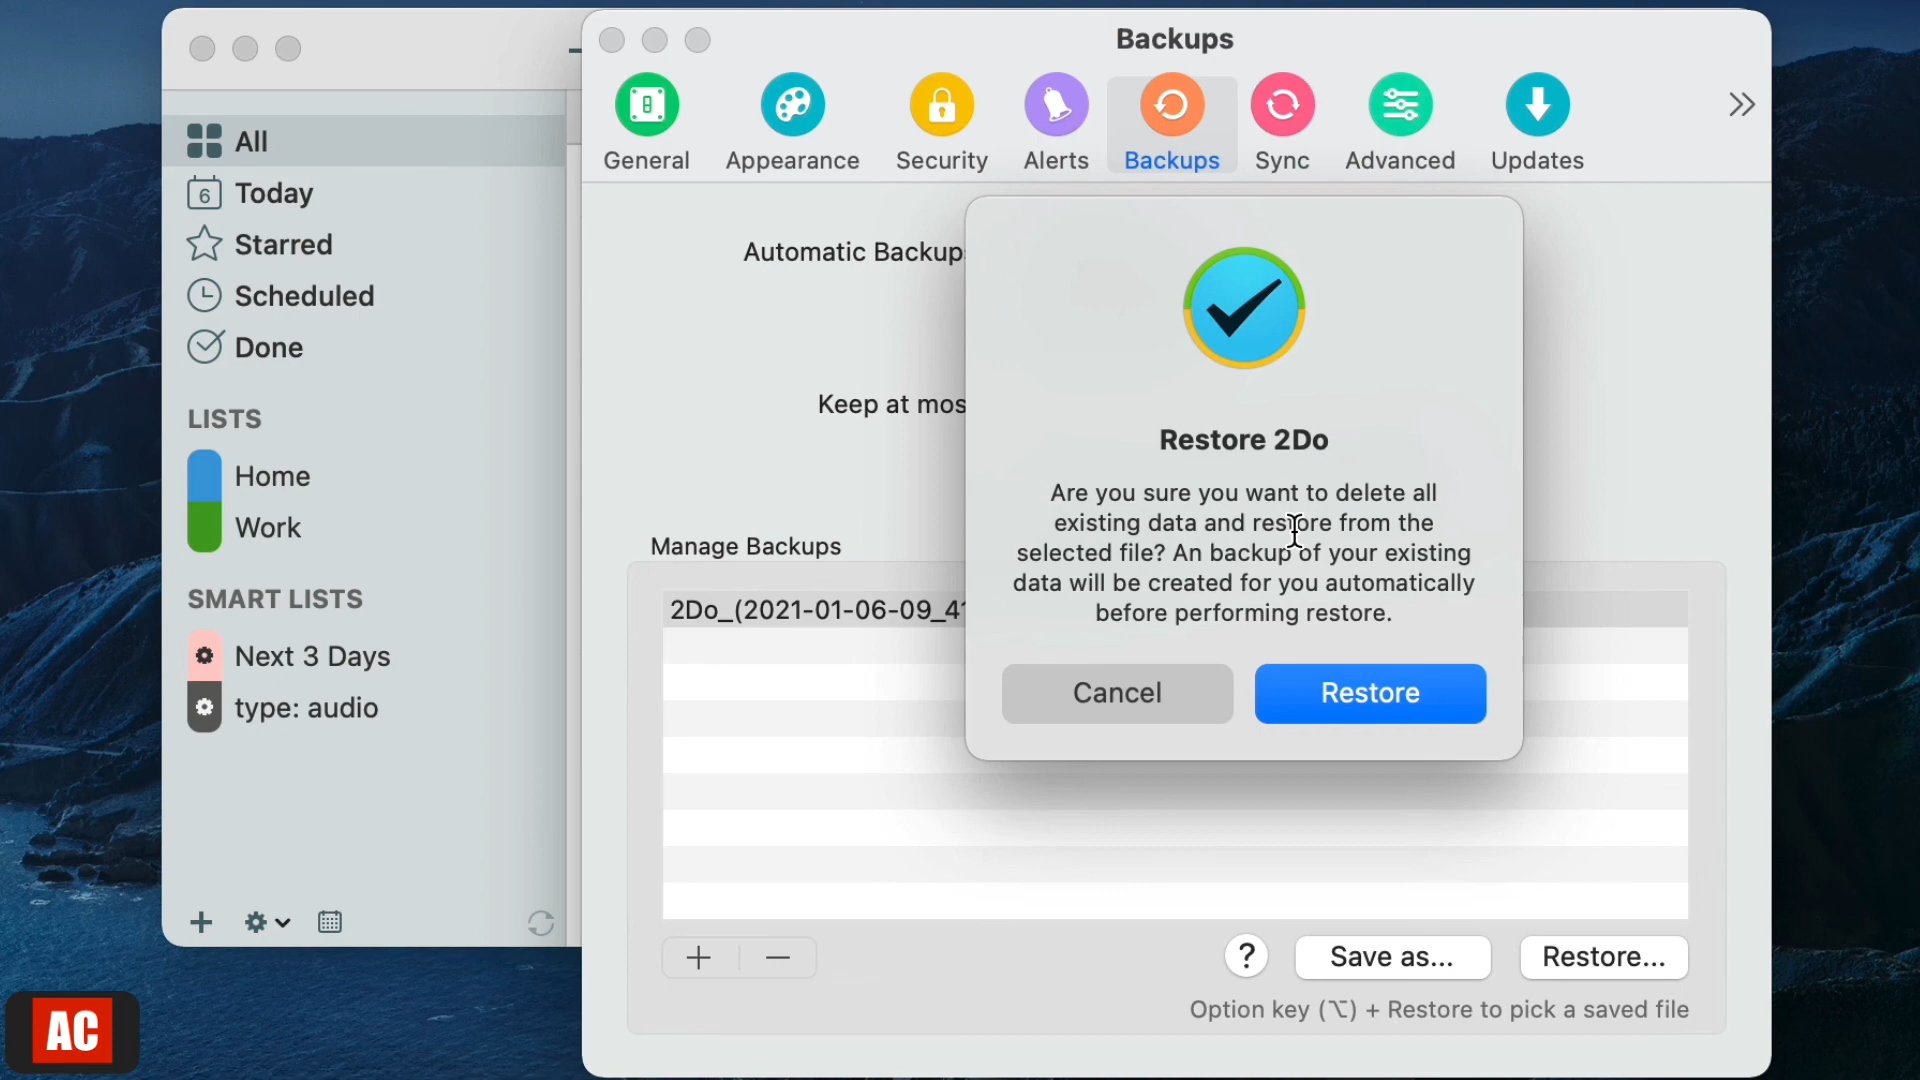 Backups
General
Appearance
Security
Alerts
Backups
Sync
Advanced
Updates
All
6
Today
Starred
Scheduled
Done
LISTS
Home
Work
SMART LISTS
Next 3 Days
type: audio
Automatic Backup
Keep at mos
Manage Backups
2Do_(2021-01-06-09_41
Restore 2Do
Are you sure you want to delete all
existing data and restore from the
selected file? An backup of your existing
data will be created for you automatically
before performing restore.
Cancel
Restore
?
Save as...
Restore...
Option key (⌥) + Restore to pick a saved file
AC